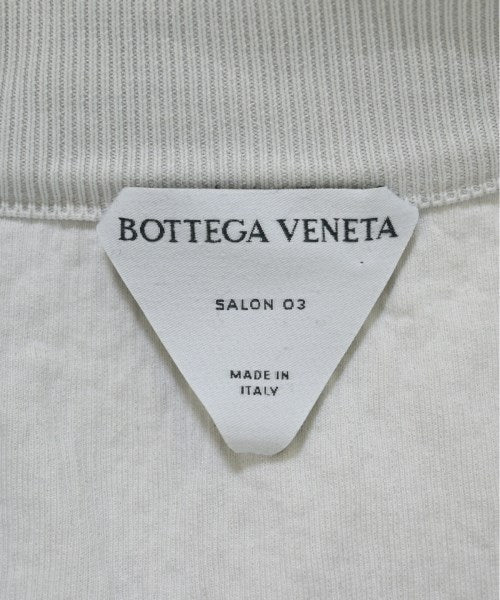 BOTTEGA VENETA
SALON 03
MADE IN
ITALY